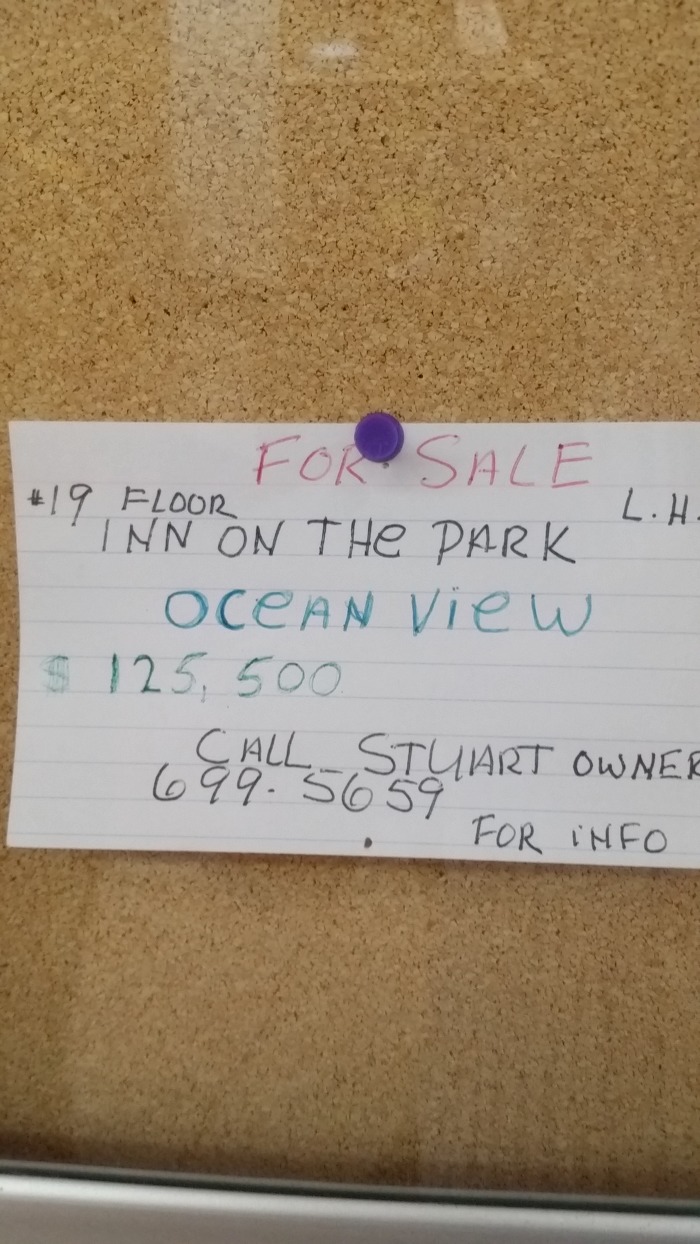 FOR SALE
#19 FLOOR L.H.
INN ON THE PARK
OCEAN VIEW
$ 125,500
CALL STUART OWNER
699-5659
FOR INFO